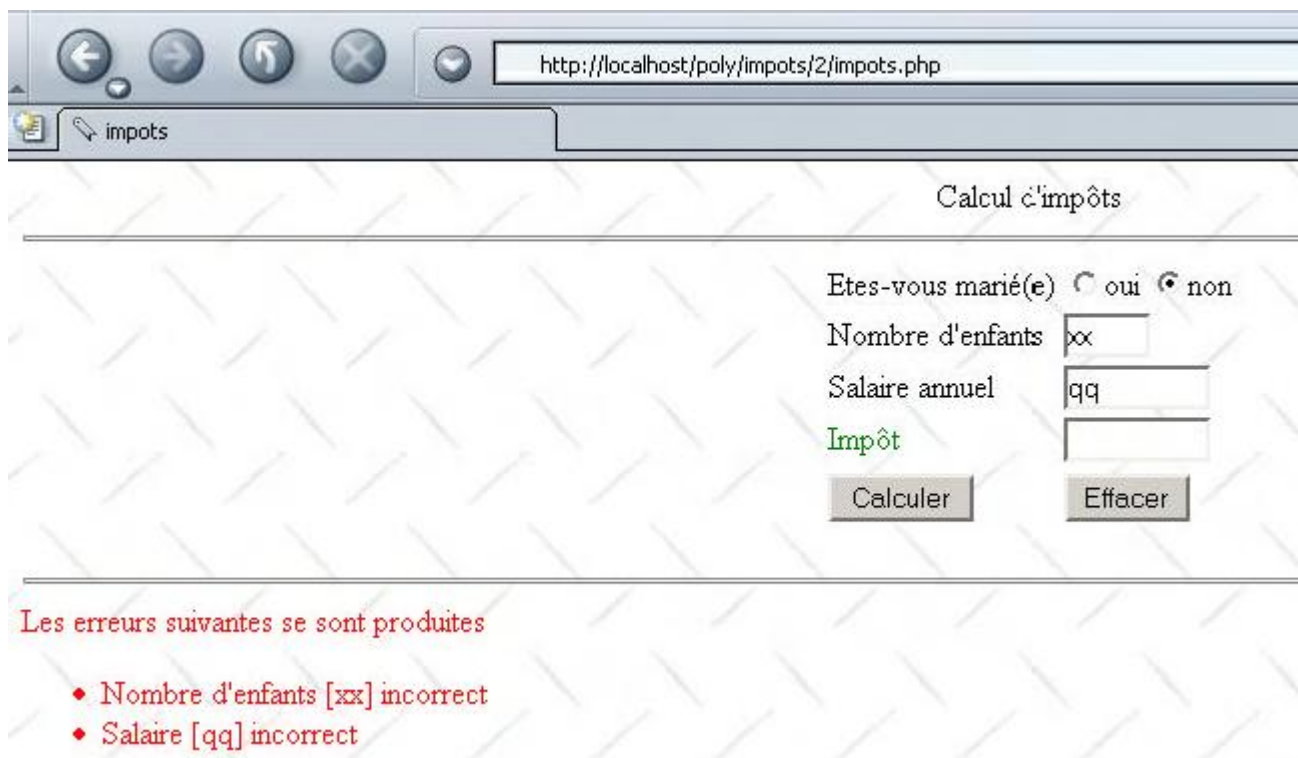 http://localhost/poly/impots/2/impots.php
impots
Calcul d'impôts
Etes-vous marié(e) oui non
Nombre d'enfants xx
Salaire annuel qq
Impôt
Calculer Effacer
Les erreurs suivantes se sont produites
Nombre d'enfants [xx] incorrect
Salaire [qq] incorrect